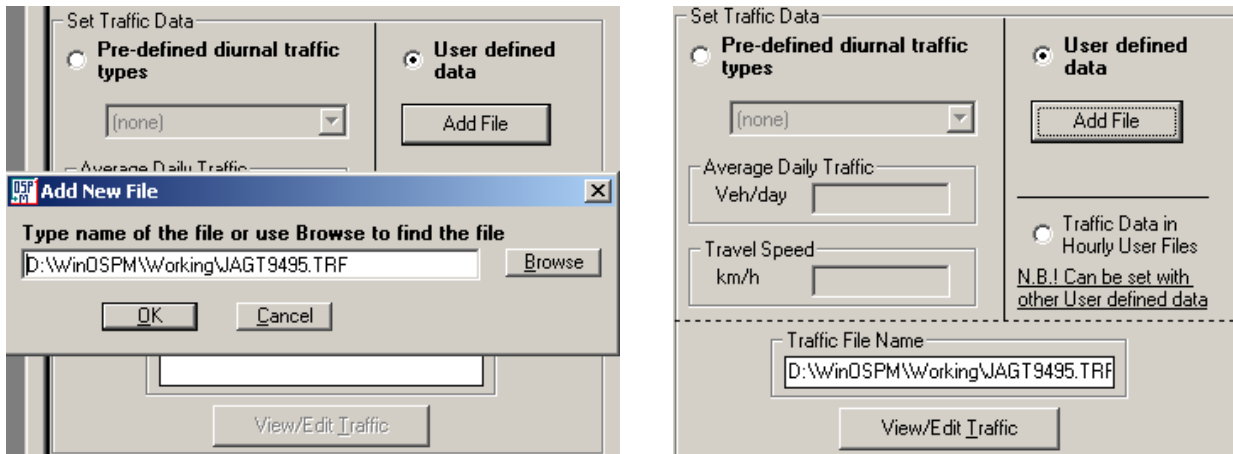 Set Traffic Data
Pre-defined diurnal traffic
types
User defined
data
(none)
Add File
Average Daily Traffic
OSP
M
Add New File
Type name of the file or use Browse to find the file
D:\WinOSPM\Working\JAGT9495.TRF
Browse
OK
Cancel
View/Edit Traffic
Set Traffic Data
Pre-defined diurnal traffic
types
User defined
data
(none)
Add File
Average Daily Traffic
Veh/day
Travel Speed
km/h
Traffic Data in
Hourly User Files
N.B.! Can be set with
other User defined data
Traffic File Name
D:\WinOSPM\Working\JAGT9495.TRF
View/Edit Traffic